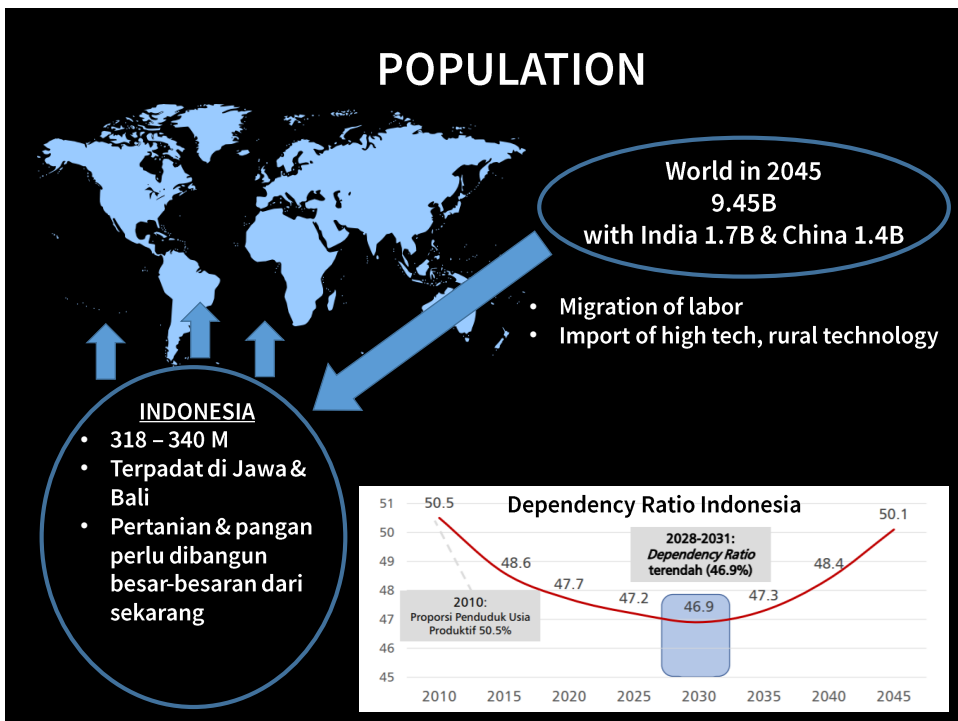 POPULATION
World in 2045
9.45B
with India 1.7B & China 1.4B
• Migration of labor
• Import of high tech, rural technology
INDONESIA
• 318 – 340 M
• Terpadat di Jawa &
Bali
• Pertanian & pangan
perlu dibangun
besar-besaran dari
sekarang
Dependency Ratio Indonesia
51
50
49
48
47
46
45
50.5
48.6
47.7
47.2
46.9
47.3
48.4
50.1
2028-2031:
Dependency Ratio
terendah (46.9%)
2010:
Proporsi Penduduk Usia
Produktif 50.5%
2010 2015 2020 2025 2030 2035 2040 2045